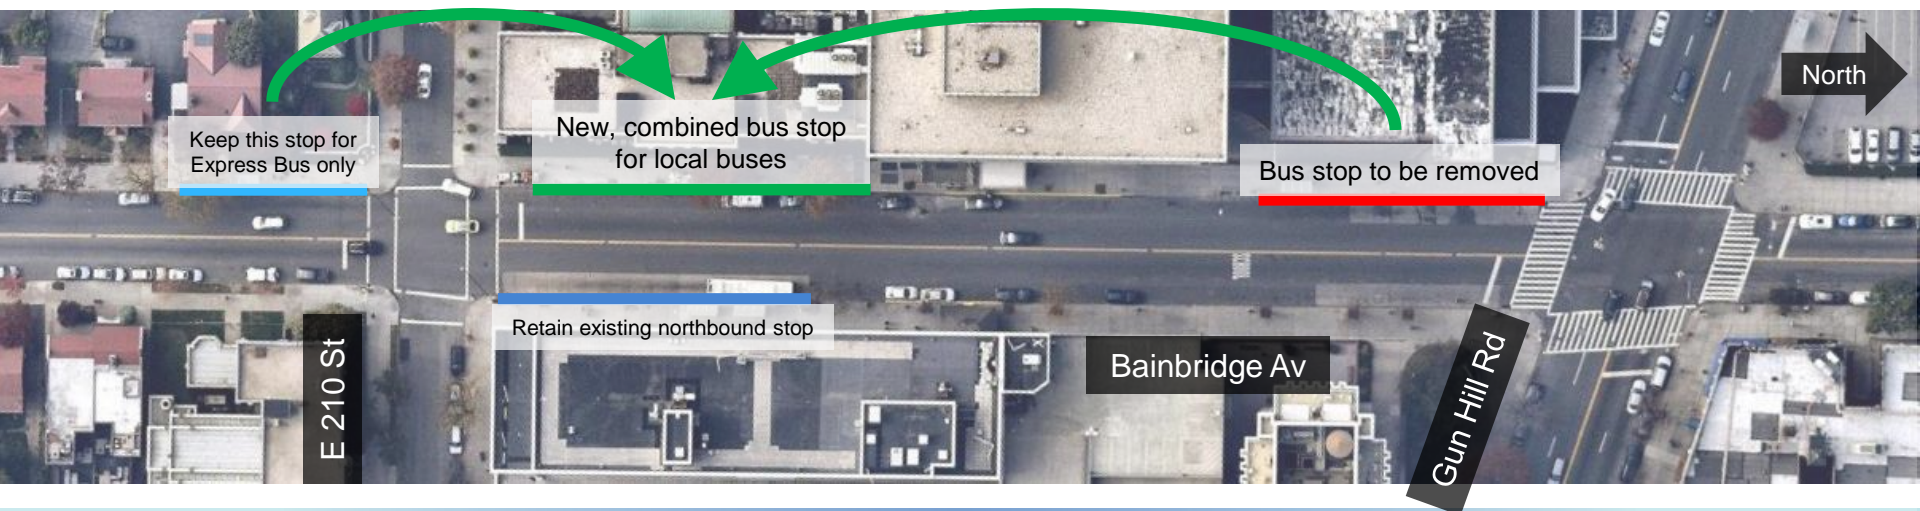 North
Keep this stop for
Express Bus only
New, combined bus stop
for local buses
Bus stop to be removed
Retain existing northbound stop
E 210 St
Bainbridge Av
Gun Hill Rd